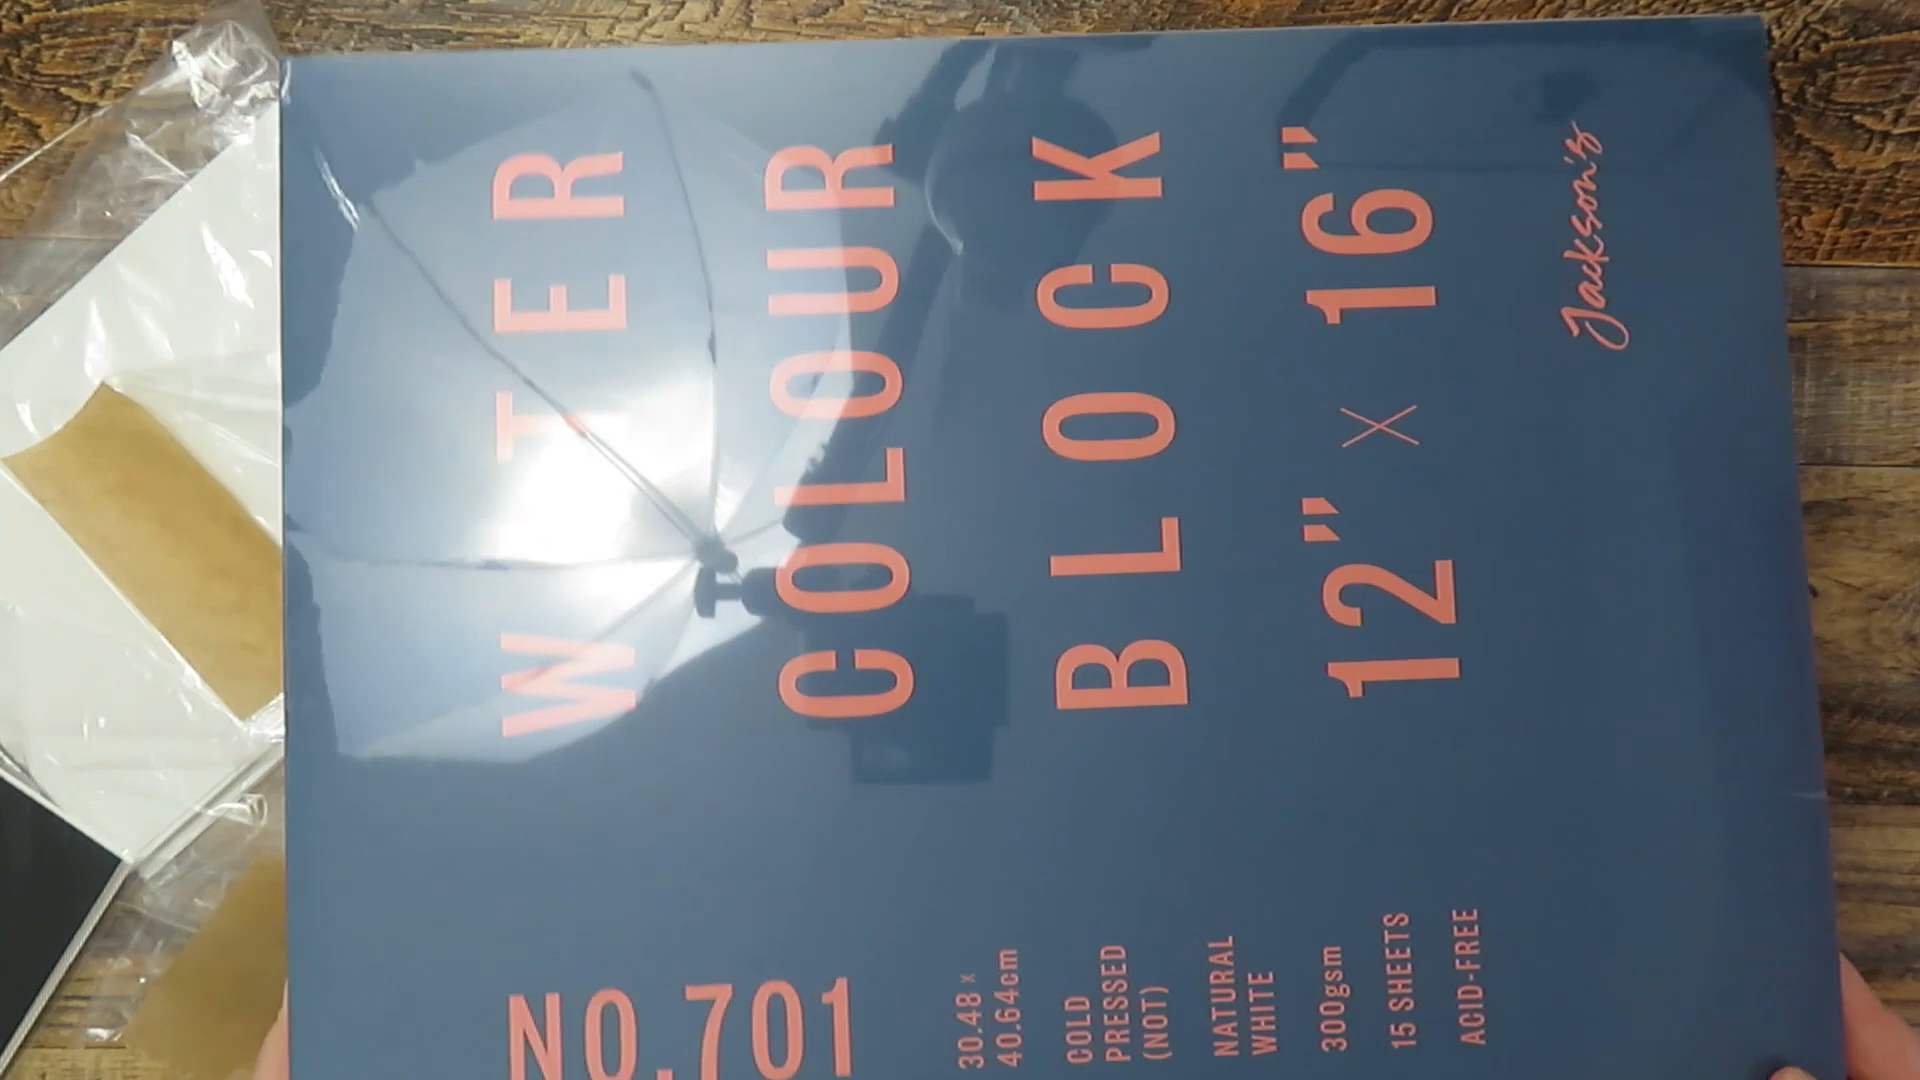 W TER
COLOUR
BLOCK
12" X 16"
Jackson's
NO.701
30.48 x
40.64cm
COLD
PRESSED
(NOT)
NATURAL
WHITE
300gsm
15 SHEETS
ACID-FREE